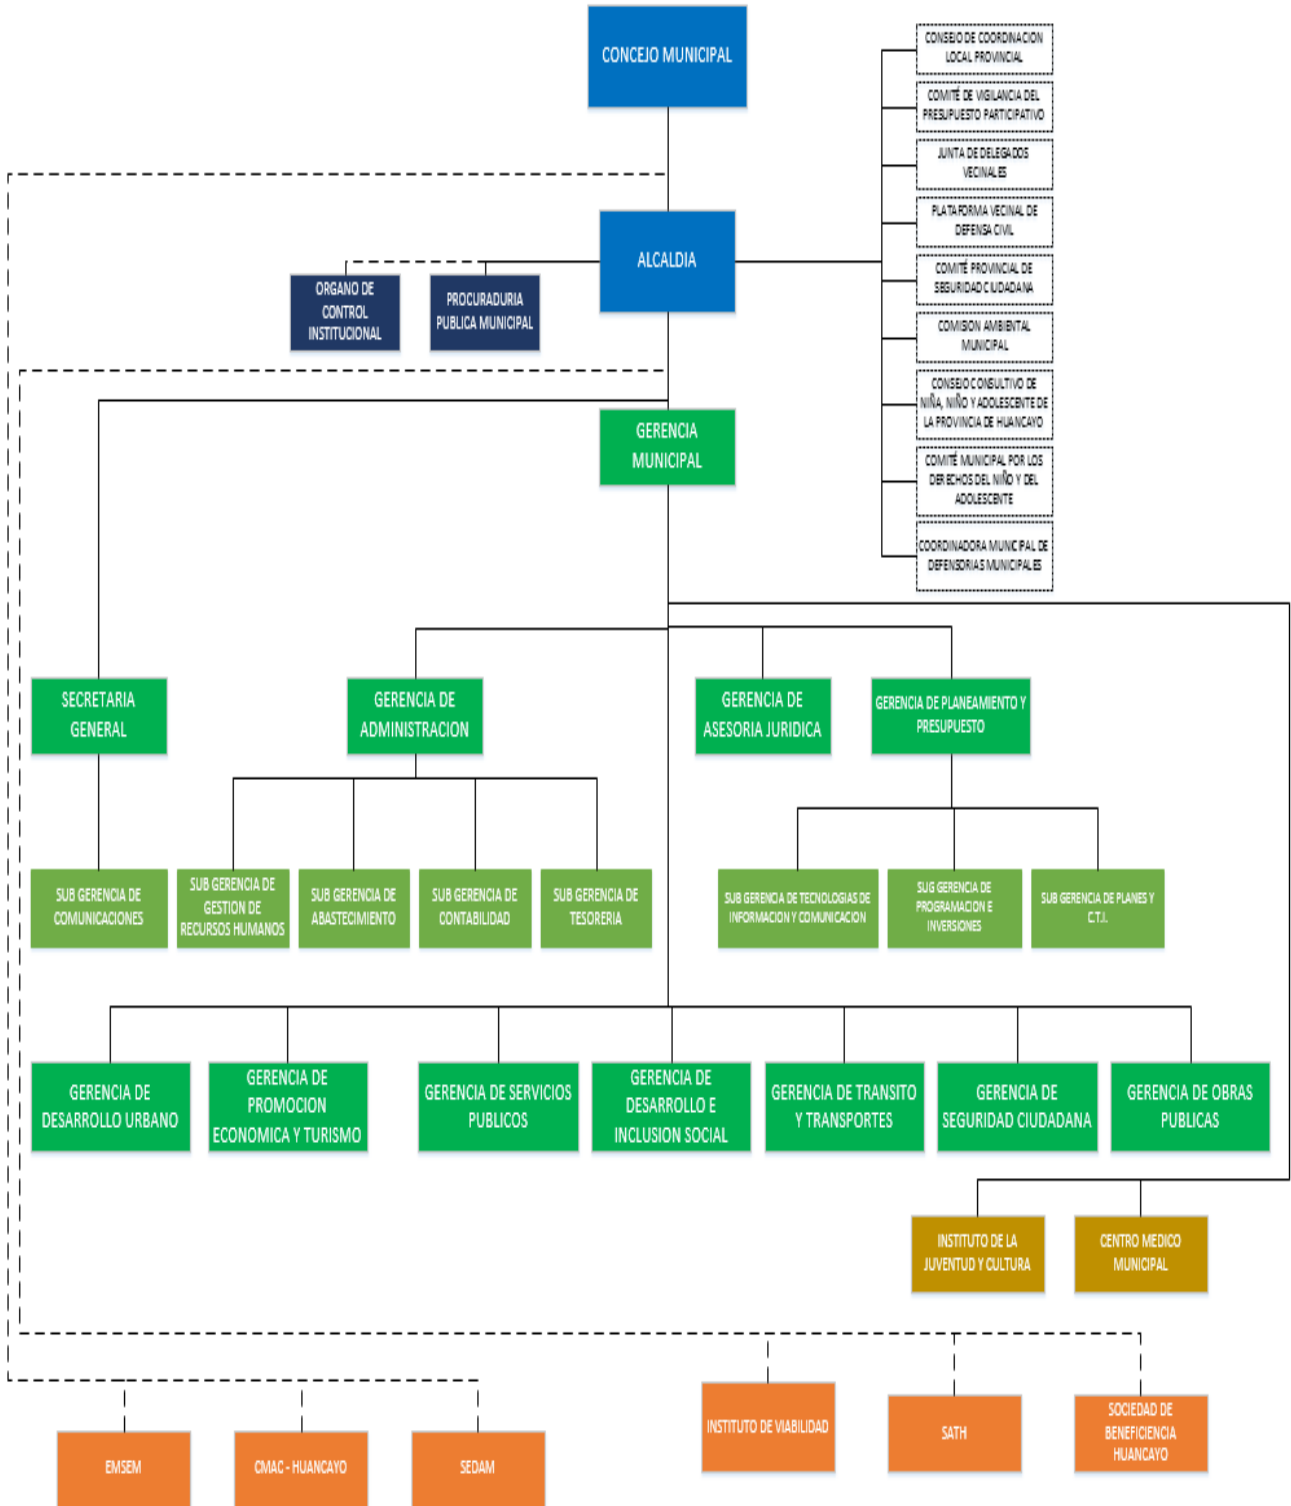 CONCEJO MUNICIPAL
CONSEJO DE COORDINACION
LOCAL PROVINCIAL
COMITÉ DE VIGILANCIA DEL
PRESUPUESTO PARTICIPATIVO
JUNTA DE DELEGADOS
VECINALES
PLATAFORMA VECINAL DE
DEFENSA CIVIL
COMITÉ PROVINCIAL DE
SEGURIDAD CIUDADANA
COMISION AMBIENTAL
MUNICIPAL
CONSEJO CONSULTIVO DE
NIÑA, NIÑO Y ADOLESCENTE DE
LA PROVINCIA DE HUANCAYO
COMITÉ MUNICIPAL POR LOS
DERECHOS DEL NIÑO Y DEL
ADOLESCENTE
COORDINADORA MUNICIPAL DE
DEFENSORIAS MUNICIPALES
ALCALDIA
ORGANO DE
CONTROL
INSTITUCIONAL
PROCURADURIA
PUBLICA MUNICIPAL
GERENCIA
MUNICIPAL
SECRETARIA
GENERAL
GERENCIA DE
ADMINISTRACION
GERENCIA DE
ASESORIA JURIDICA
GERENCIA DE PLANEAMIENTO Y
PRESUPUESTO
SUB GERENCIA DE
COMUNICACIONES
SUB GERENCIA DE
GESTION DE
RECURSOS HUMANOS
SUB GERENCIA DE
ABASTECIMIENTO
SUB GERENCIA DE
CONTABILIDAD
SUB GERENCIA DE
TESORERIA
SUB GERENCIA DE TECNOLOGIAS DE
INFORMACION Y COMUNICACION
SUG GERENCIA DE
PROGRAMACION E
INVERSIONES
SUB GERENCIA DE PLANES Y
C.T.I.
GERENCIA DE
DESARROLLO URBANO
GERENCIA DE
PROMOCION
ECONOMICA Y TURISMO
GERENCIA DE SERVICIOS
PUBLICOS
GERENCIA DE
DESARROLLO E
INCLUSION SOCIAL
GERENCIA DE TRANSITO
Y TRANSPORTES
GERENCIA DE
SEGURIDAD CIUDADANA
GERENCIA DE OBRAS
PUBLICAS
INSTITUTO DE LA
JUVENTUD Y CULTURA
CENTRO MEDICO
MUNICIPAL
INSTITUTO DE VIABILIDAD
SATH
SOCIEDAD DE
BENEFICIENCIA
HUANCAYO
EMSEM
CMAC - HUANCAYO
SEDAM